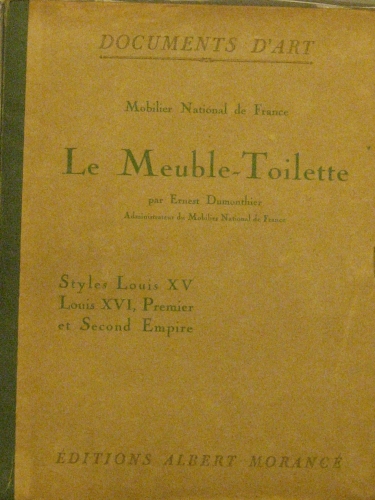 DOCUMENTS D'ART
Mobilier National de France
Le Meuble-Toilette
par Ernest Dumonthier
Administrateur du Mobilier National de France
Styles Louis XV
Louis XVI, Premier
et Second Empire
ÉDITIONS ALBERT MORANCÉ